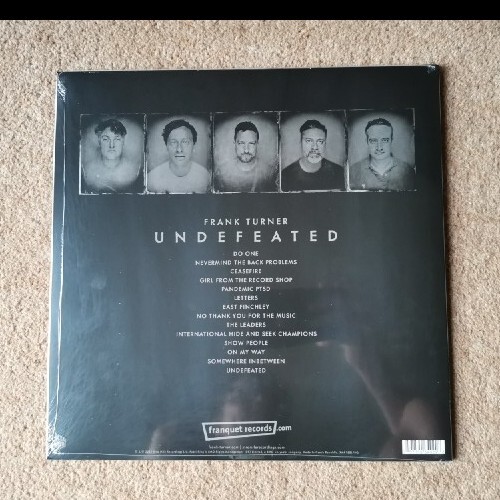 FRANK TURNER
UNDEFEATED
DO ONE
NEVERMIND THE BACK PROBLEMS
CEASEFIRE
GIRL FROM THE RECORD SHOP
PANDEMIC PTSD
LETTERS
EAST FINCHLEY
NO THANK YOU FOR THE MUSIC
THE LEADERS
INTERNATIONAL HIDE AND SEEK CHAMPIONS
SHOW PEOPLE
ON MY WAY
SOMEWHERE INBETWEEN
UNDEFEATED
franquet records/.com